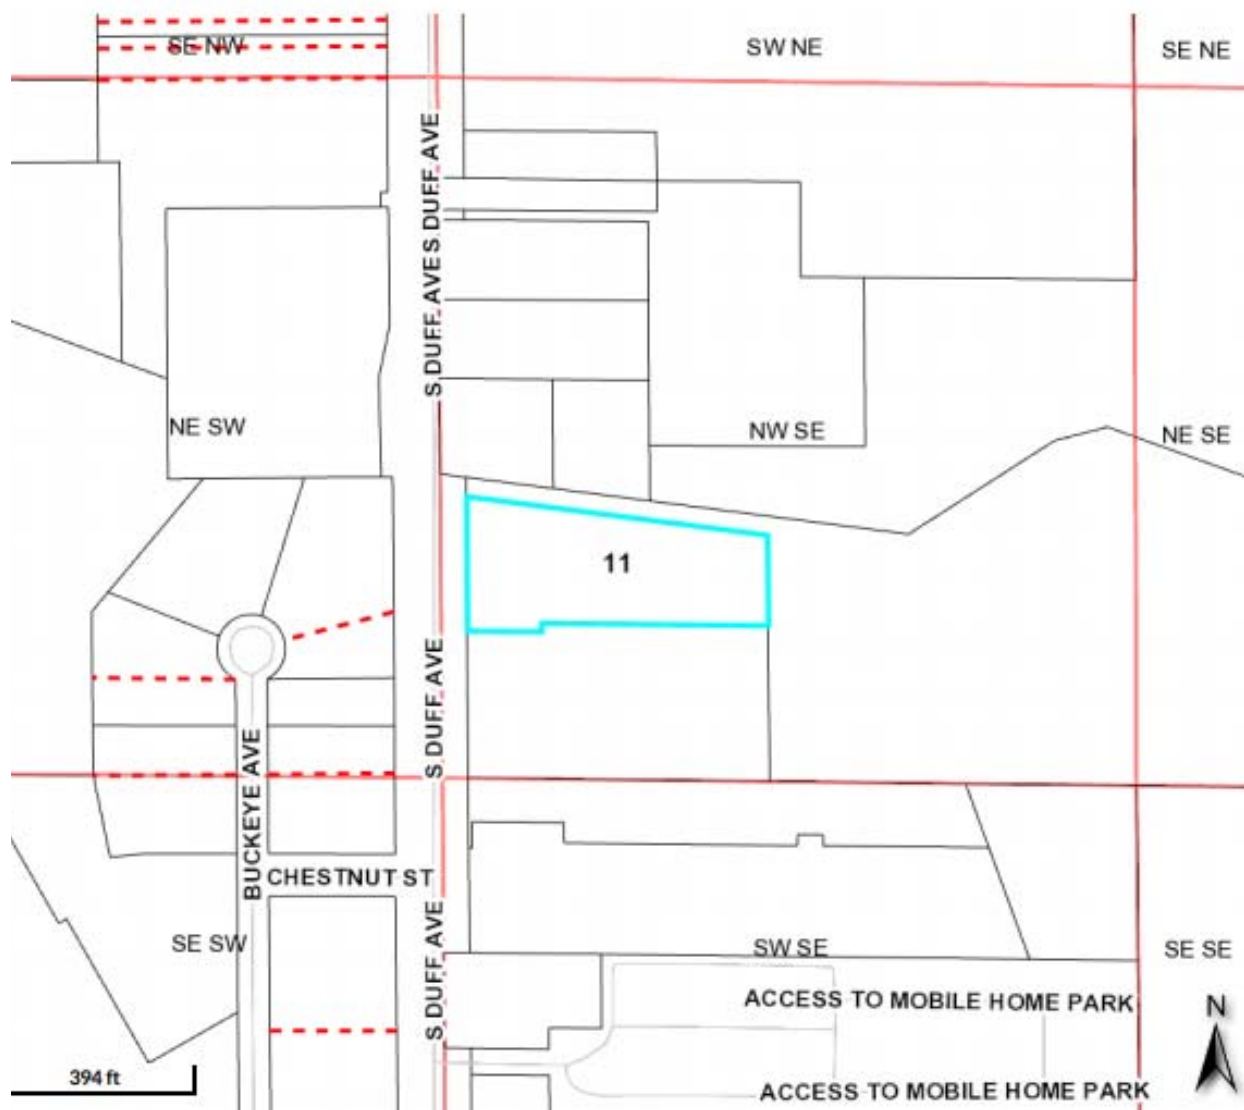 SE NW
SW NE
SE NE
S DUFF AVE
S DUFF AVE
NE SW
NW SE
NE SE
11
S DUFF AVE
BUCKEYE AVE
CHESTNUT ST
S DUFF AVE
SE SW
SW SE
SE SE
ACCESS TO MOBILE HOME PARK
N
394 ft
ACCESS TO MOBILE HOME PARK